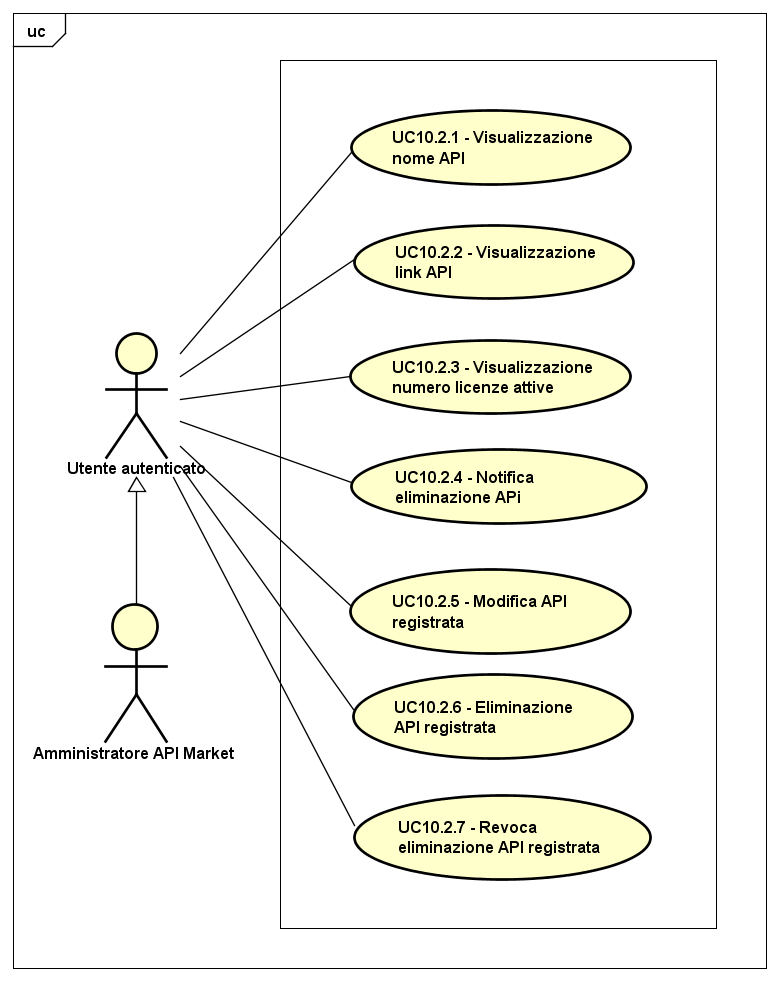 uc
UC10.2.1 - Visualizzazione
nome API
UC10.2.2 - Visualizzazione
link API
UC10.2.3 - Visualizzazione
numero licenze attive
Utente autenticato
UC10.2.4 - Notifica
eliminazione APi
UC10.2.5 - Modifica API
registrata
UC10.2.6 - Eliminazione
API registrata
Amministratore API Market
UC10.2.7 - Revoca
eliminazione API registrata